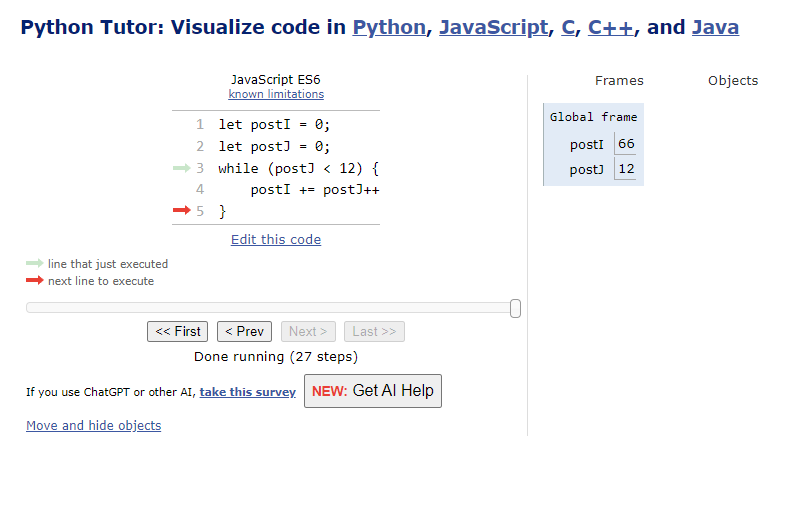 Python Tutor: Visualize code in Python, JavaScript, C, C++, and Java
JavaScript ES6
known limitations
1 let postI = 0;
2 let postJ = 0;
3 while (postJ < 12) {
4 postI += postJ++
5 }
Edit this code
line that just executed
next line to execute
<< First < Prev Next > Last >>
Done running (27 steps)
If you use ChatGPT or other AI, take this survey NEW: Get AI Help
Move and hide objects
Frames Objects
Global frame
postI 66
postJ 12